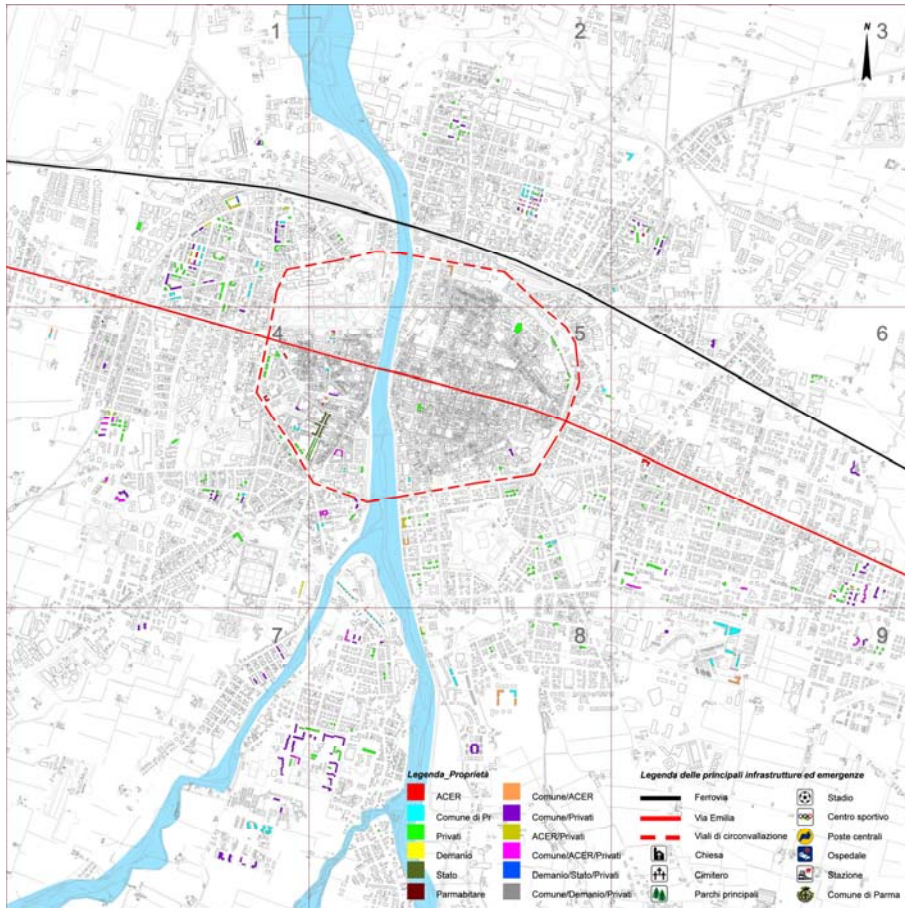 1
2
3
N
4
5
6
7
8
9
Legenda_Proprietà
ACER
Comune di Pr
Privati
Demanio
Stato
Parmabitare
Comune/ACER
Comune/Privati
ACER/Privati
Comune/ACER/Privati
Demanio/Stato/Privati
Comune/Demanio/Privati
Legenda delle principali infrastrutture ed emergenze
Ferrovia
Via Emilia
Viali di circonvallazione
Chiesa
Cimitero
Parchi principali
Stadio
Centro sportivo
Poste centrali
Ospedale
Stazione
Comune di Parma